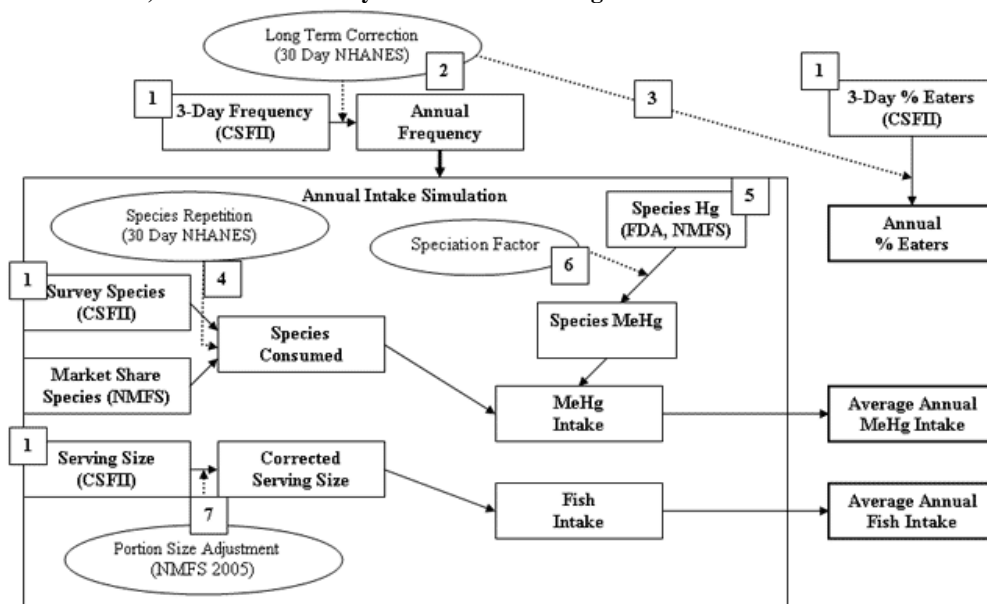 Long Term Correction
(30 Day NHANES)
2
1
3-Day Frequency
(CSFII)
Annual
Frequency
3
1
3-Day % Eaters
(CSFII)
Annual
% Eaters
Annual Intake Simulation
Species Repetition
(30 Day NHANES)
4
Speciation Factor
6
5
Species Hg
(FDA, NMFS)
1
Survey Species
(CSFII)
Species
Consumed
Species MeHg
Market Share
Species (NMFS)
MeHg
Intake
Average Annual
MeHg Intake
1
Serving Size
(CSFII)
Corrected
Serving Size
Fish
Intake
Average Annual
Fish Intake
7
Portion Size Adjustment
(NMFS 2005)